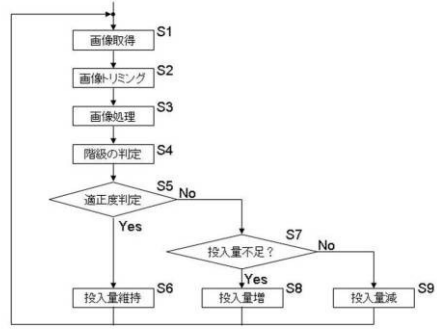 S1
画像取得
S2
画像トリミング
S3
画像処理
S4
階級の判定
S5
適正度判定
No
Yes
S7
投入量不足？
No
Yes
S6
投入量維持
S8
投入量増
S9
投入量減